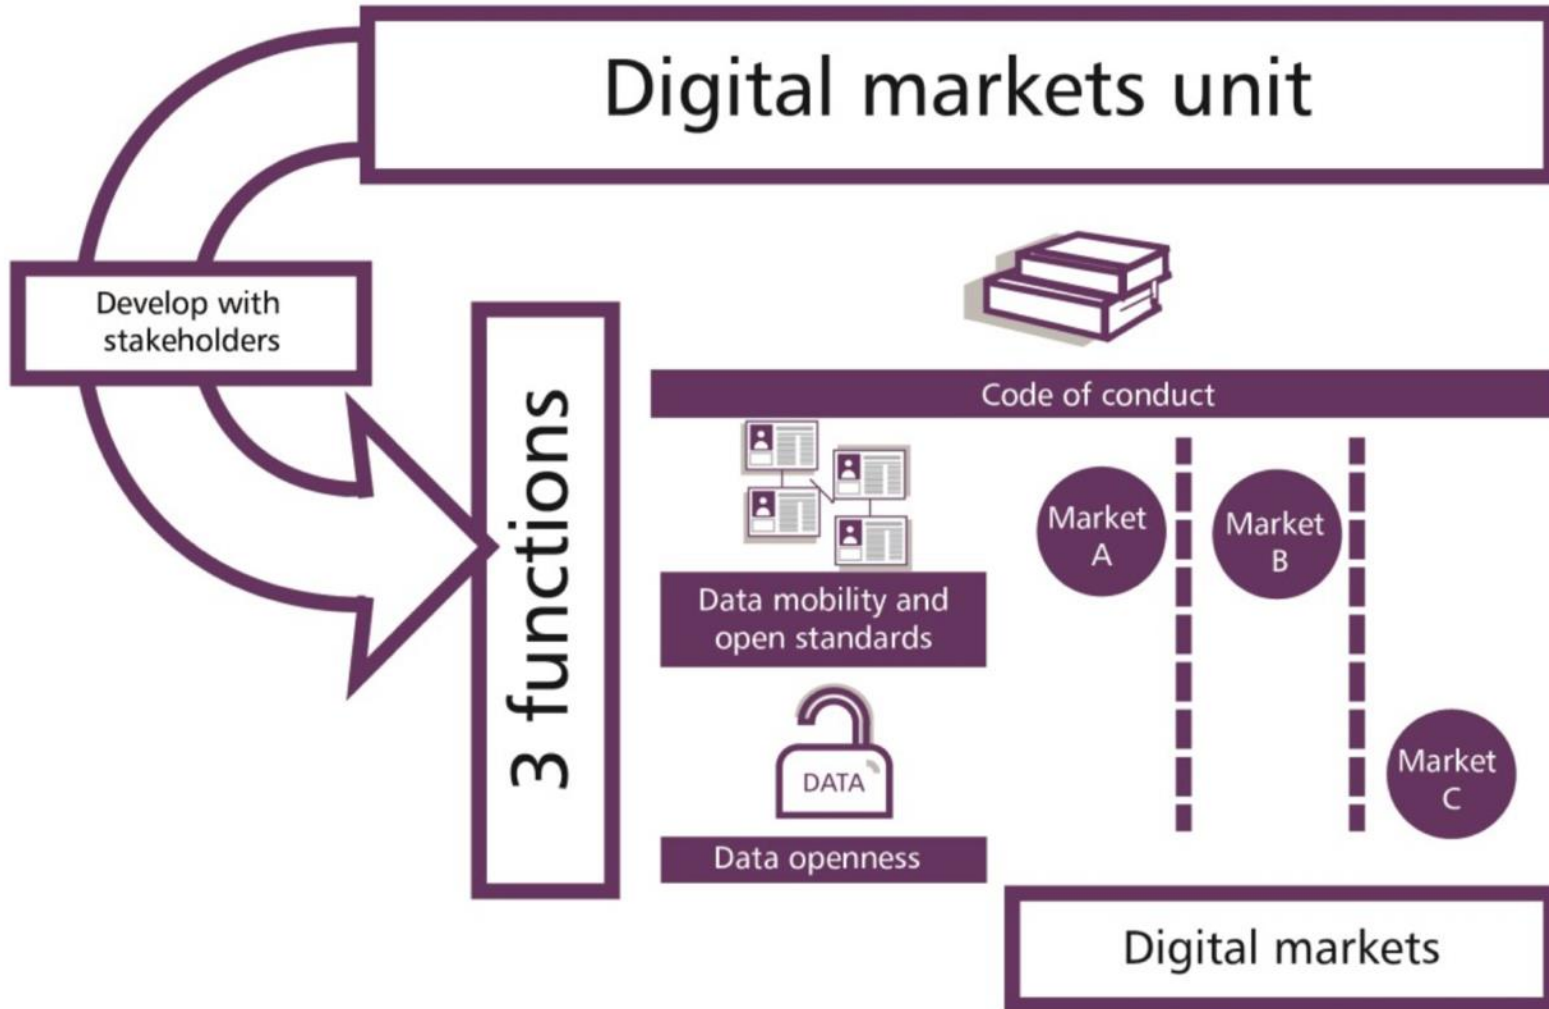 Digital markets unit
Develop with
stakeholders
3 functions
Code of conduct
Data mobility and
open standards
DATA
Data openness
Market
A
Market
B
Market
C
Digital markets